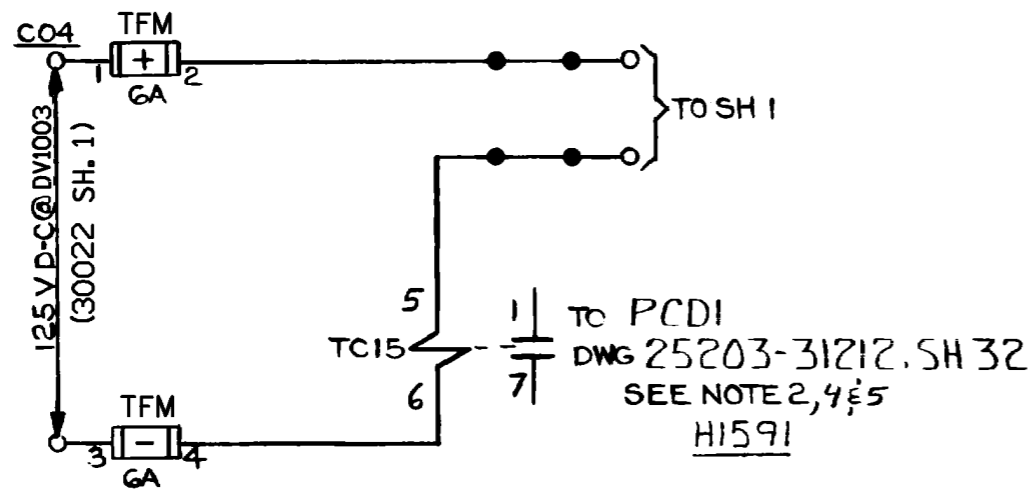 CO4
TFM
1 + 2
6A
TO SH 1
125 V D-C@DV1003
(30022 SH. 1)
5
TC15
6
1
7
TO PCD1
DWG 25203-31212.SH 32
SEE NOTE 2,4&5
H1591
TFM
3 - 4
6A